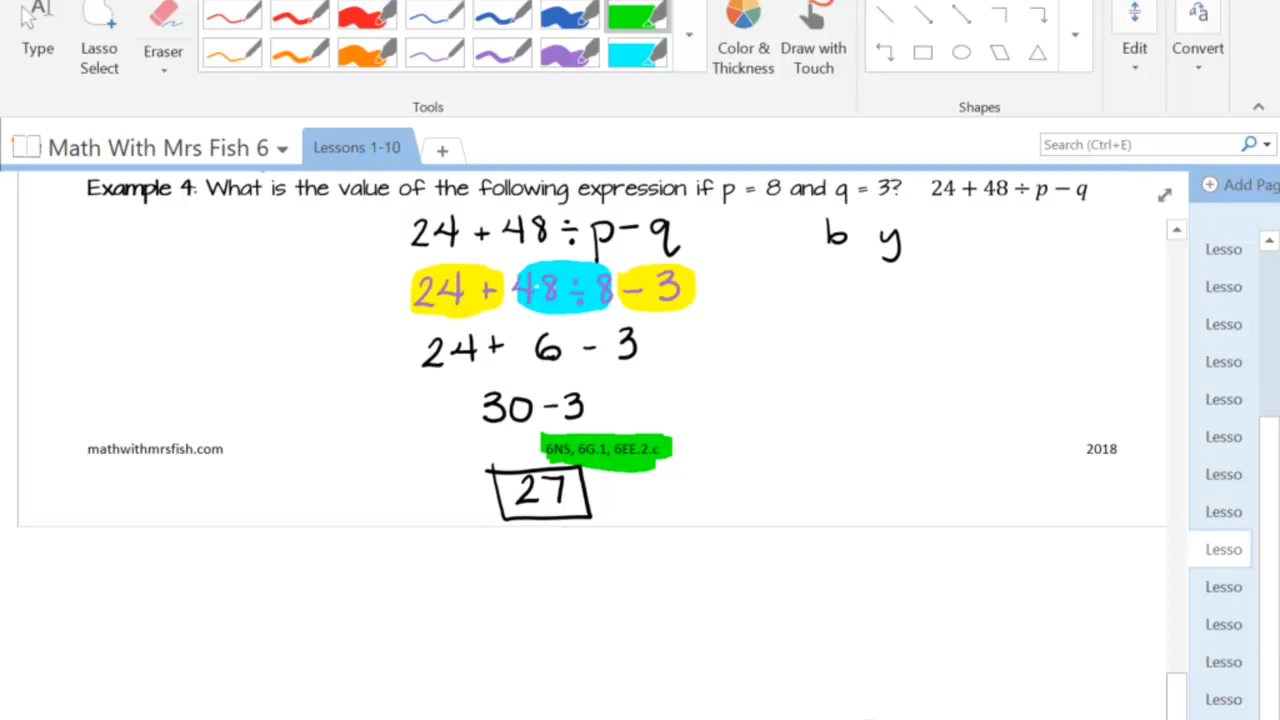 Type
Lasso Select
Eraser
Color & Thickness
Draw with Touch
Edit
Convert
Tools
Shapes
Math With Mrs Fish 6
Lessons 1-10
+
Search (Ctrl+E)
Example 4: What is the value of the following expression if p = 8 and q = 3? 24 + 48 ÷ p − q
Add Pag
24 + 48 ÷ p - q
b y
24 + 48 ÷ 8 - 3
24 + 6 - 3
30 - 3
mathwithmrsfish.com
6NS, 6G.1, 6EE.2.c
2018
27
Lesso
Lesso
Lesso
Lesso
Lesso
Lesso
Lesso
Lesso
Lesso
Lesso
Lesso
Lesso
Lesso